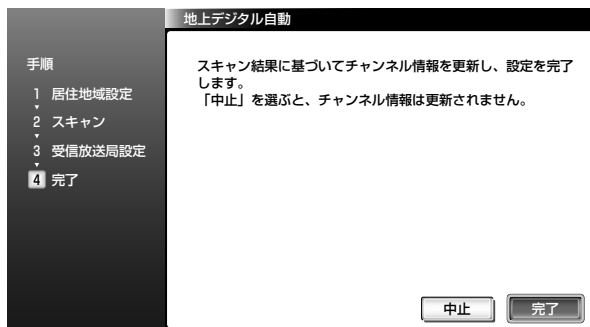 地上デジタル自動
手順
1 居住地域設定
2 スキャン
3 受信放送局設定
4 完了
スキャン結果に基づいてチャンネル情報を更新し、設定を完了
します。
「中止」を選ぶと、チャンネル情報は更新されません。
中止
完了